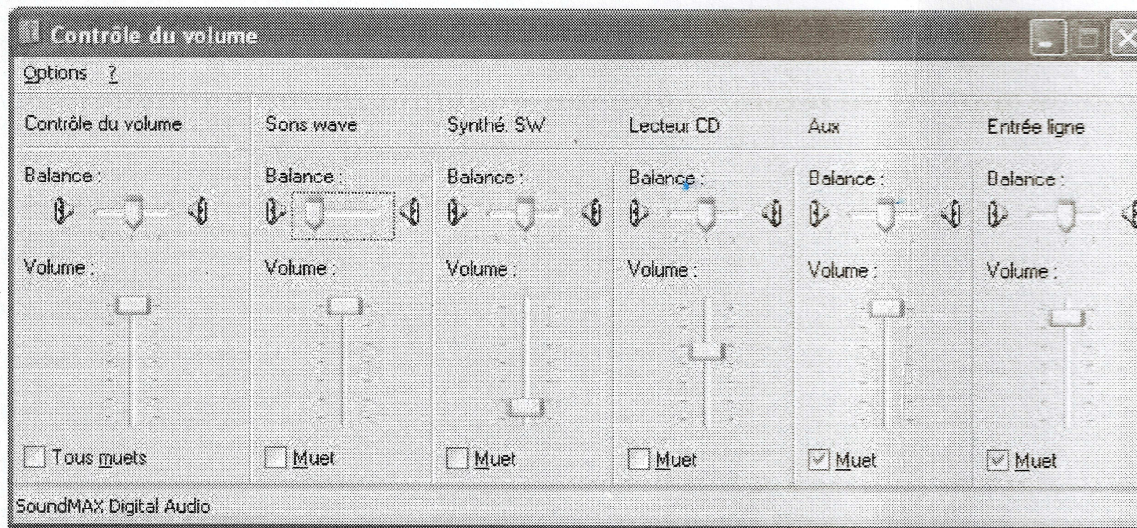 Contrôle du volume
Options ?
Contrôle du volume Sons wave Synthé. SW Lecteur CD Aux Entrée ligne
Balance : Balance : Balance : Balance : Balance : Balance :
Volume : Volume : Volume : Volume : Volume : Volume :
Tous muets Muet Muet Muet Muet Muet
SoundMAX Digital Audio